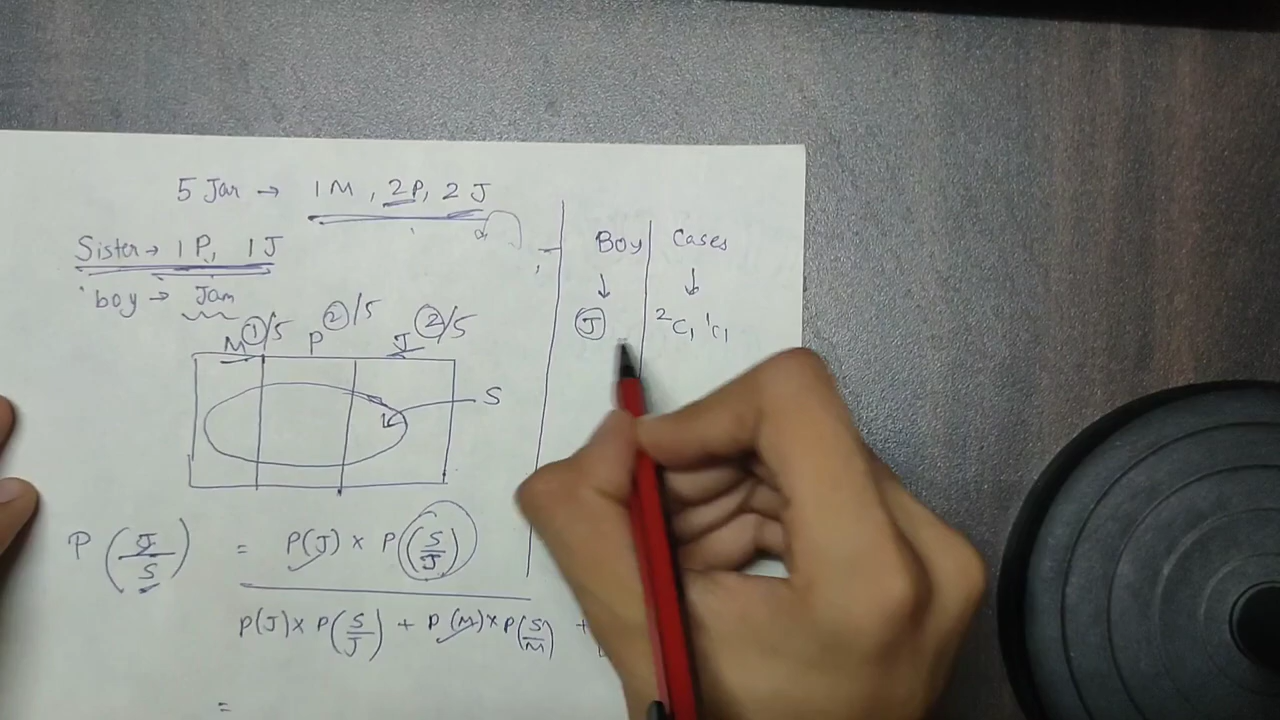 5 Jar → 1M, 2P, 2J
Sister → 1P, 1J
boy → Jam
M ①/5 P ②/5 J ②/5
S
P(J/S) = P(J) × P(S/J)
P(J) × P(S/J) + P(M) × P(S/M) +
=
Boy Cases
↓ ↓
Ⓙ ²C₁ ¹C₁